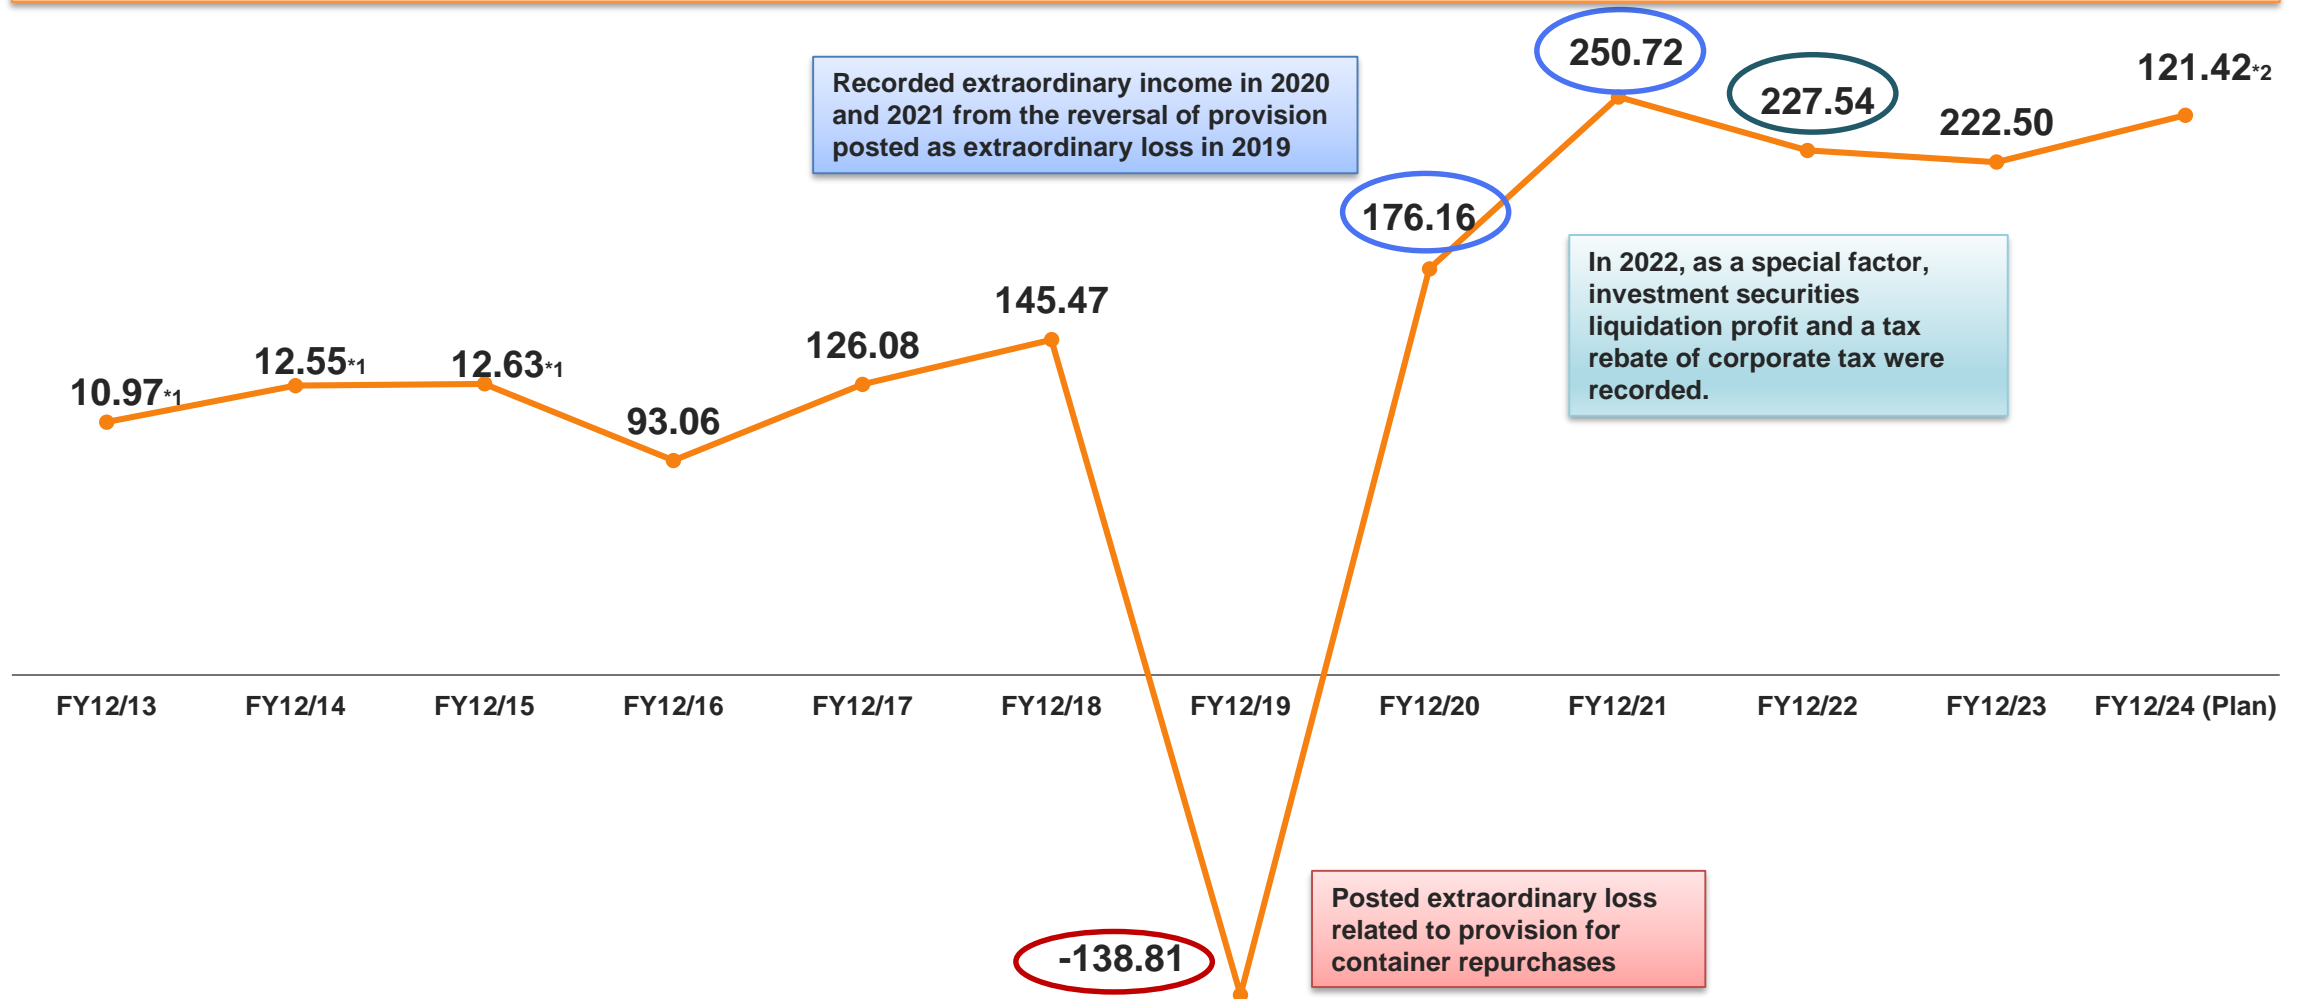 250.72
121.42*2
Recorded extraordinary income in 2020
and 2021 from the reversal of provision
posted as extraordinary loss in 2019
227.54
222.50
176.16
In 2022, as a special factor,
investment securities
liquidation profit and a tax
rebate of corporate tax were
recorded.
145.47
126.08
12.55*1
12.63*1
10.97*1
93.06
FY12/13 FY12/14 FY12/15 FY12/16 FY12/17 FY12/18 FY12/19 FY12/20 FY12/21 FY12/22 FY12/23 FY12/24 (Plan)
Posted extraordinary loss
related to provision for
container repurchases
-138.81